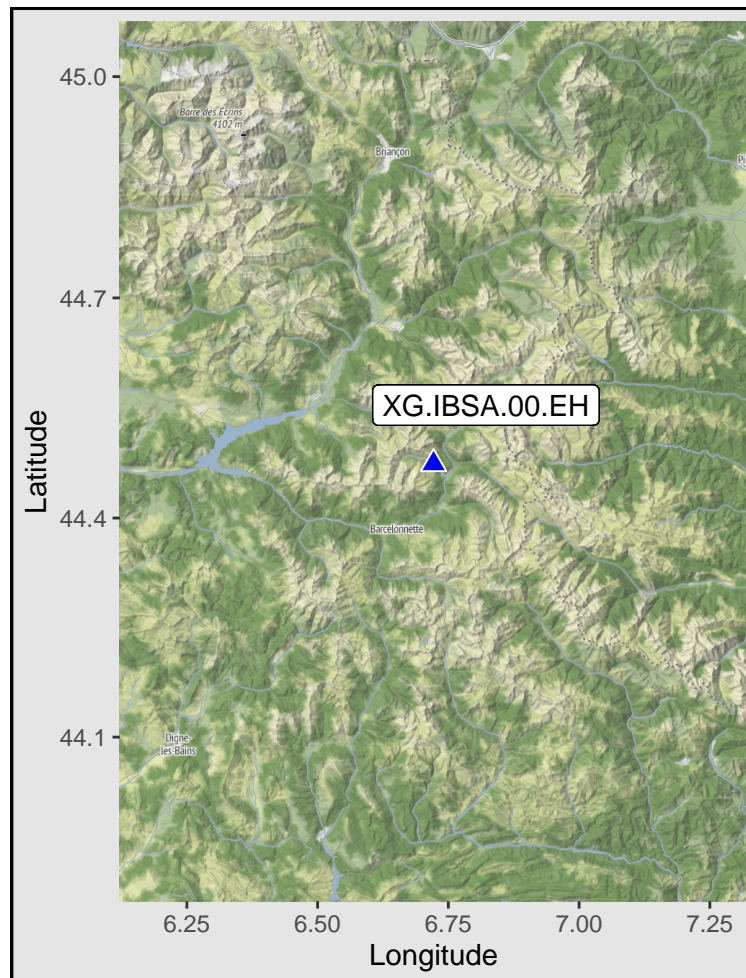 45.0
44.7
44.4
44.1
Latitude
Barre des Écrins
4102 m
Briançon
XG.IBSA.00.EH
Barcelonnette
Digne-
les-Bains
6.25
6.50
6.75
7.00
7.25
Longitude